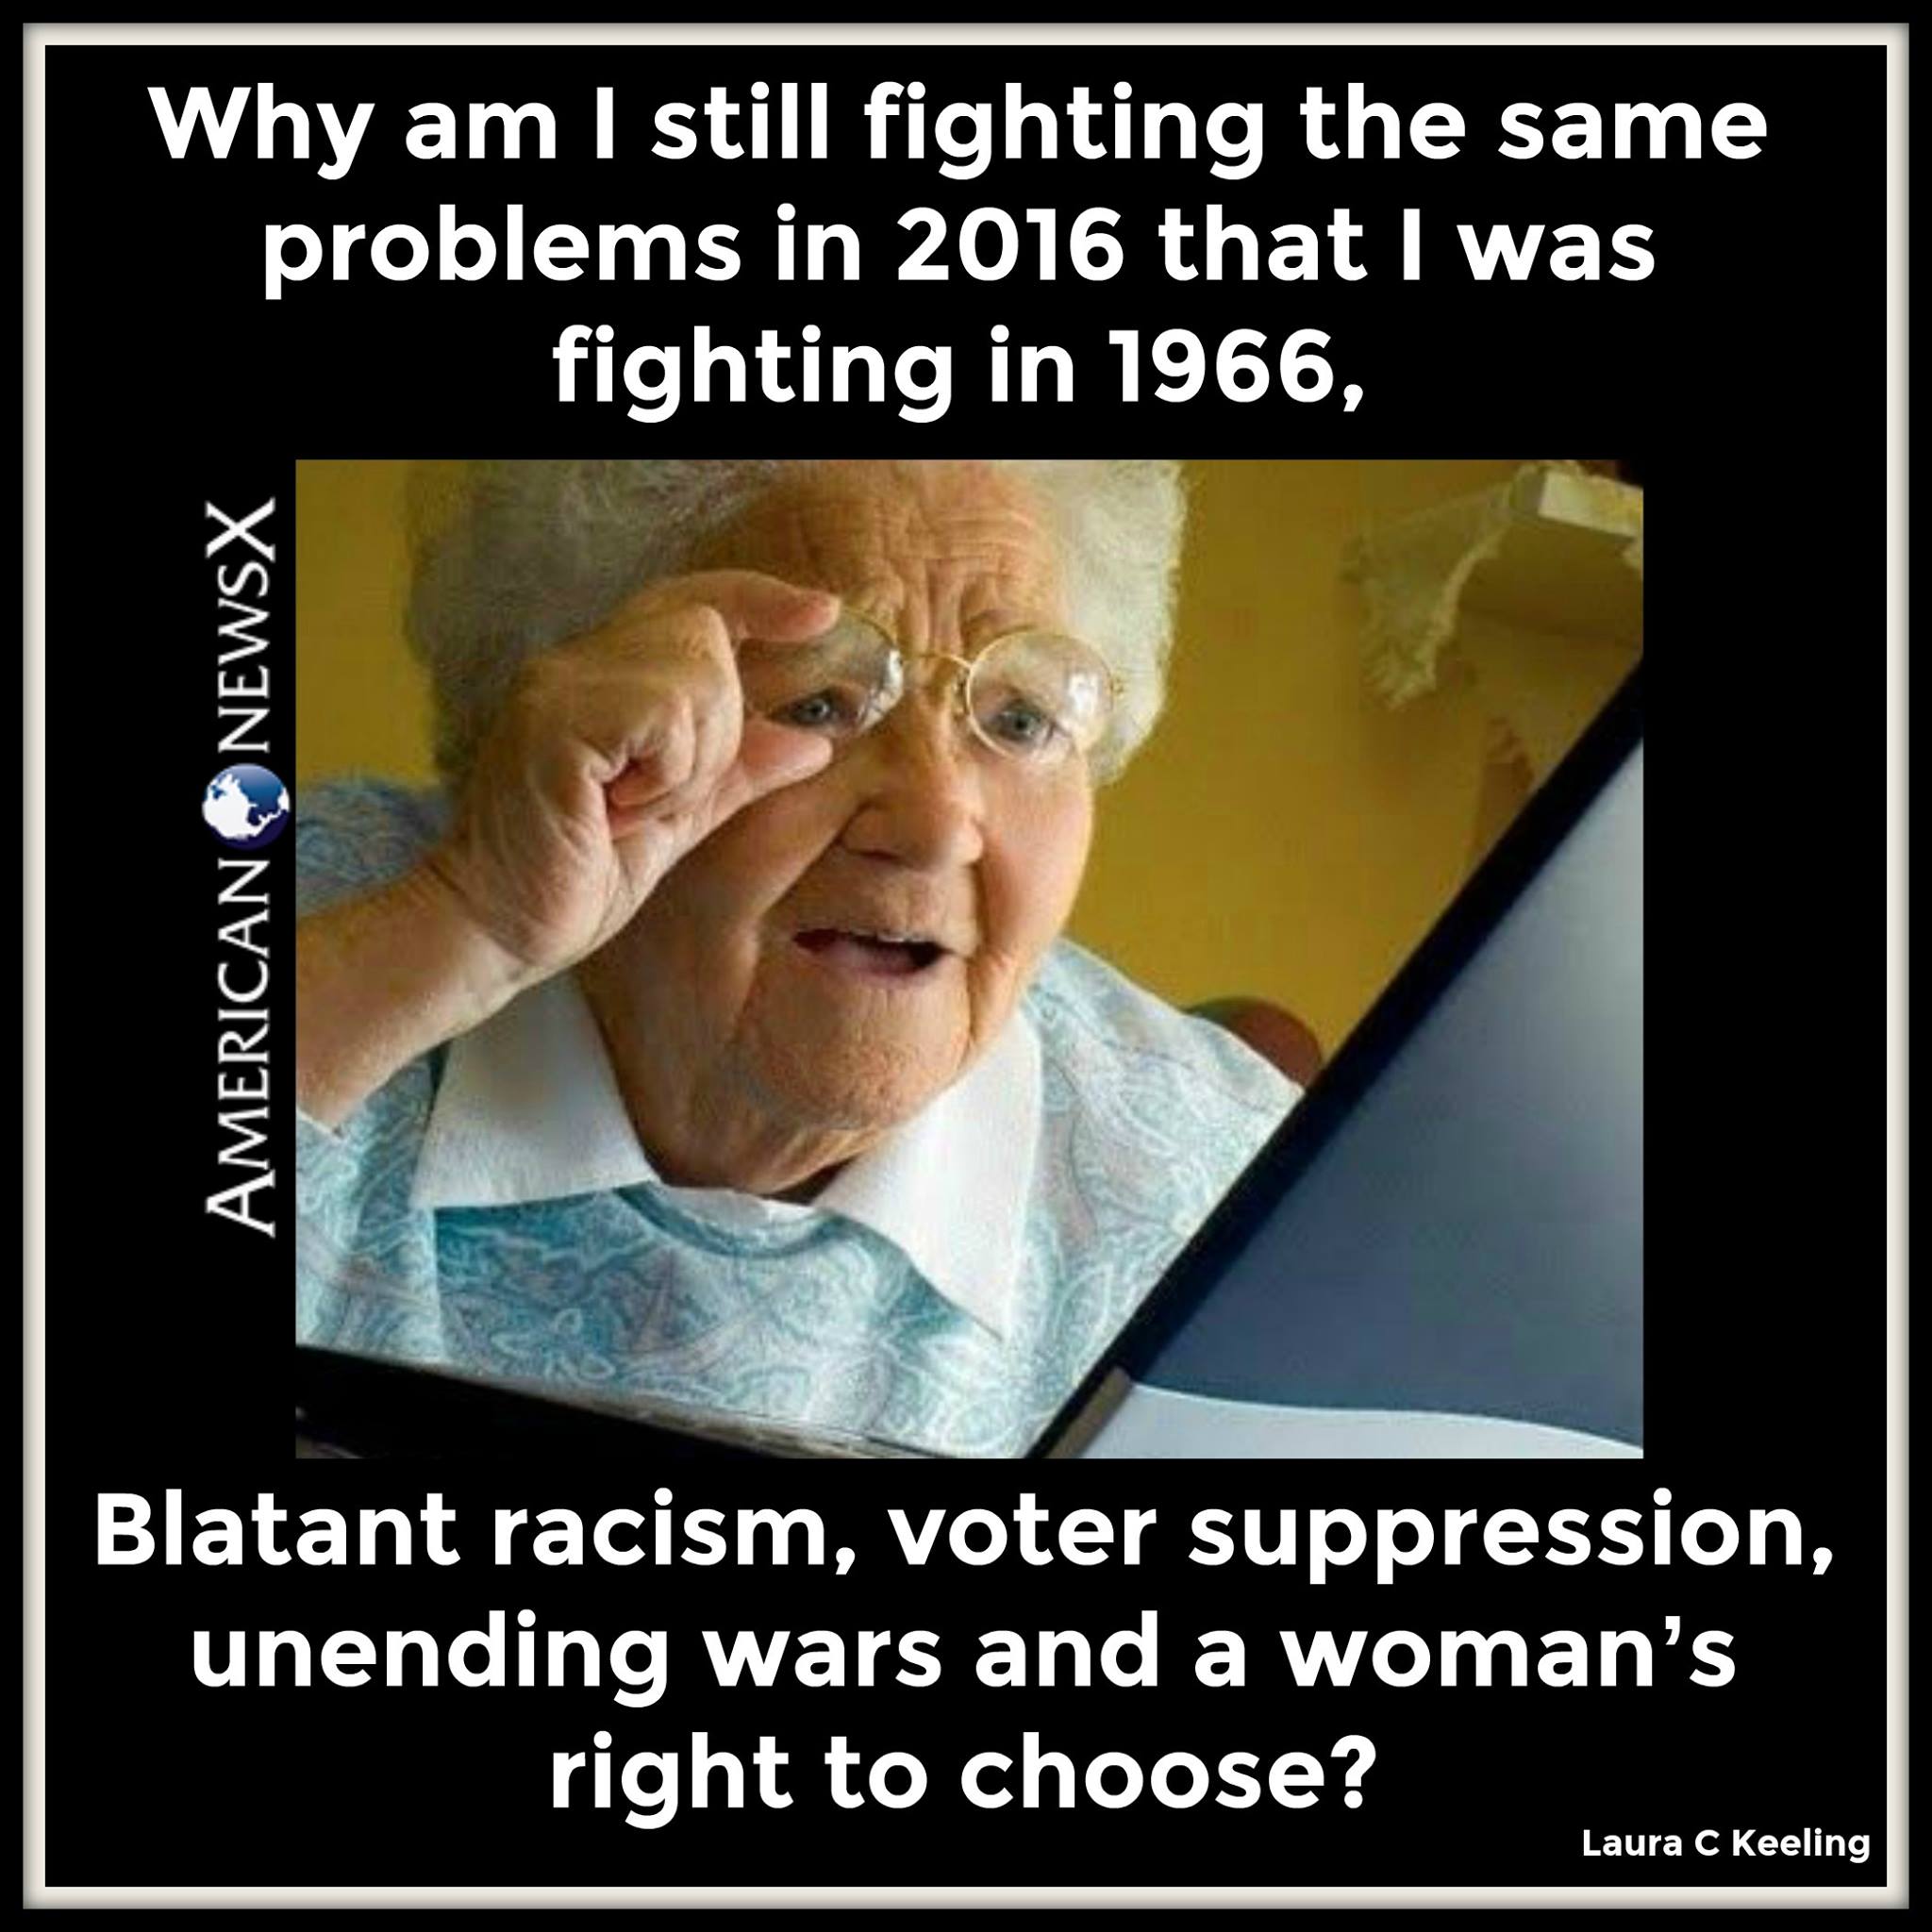 Why am I still fighting the same
problems in 2016 that I was
fighting in 1966,
AMERICAN NEWSX
Blatant racism, voter suppression,
unending wars and a woman’s
right to choose?
Laura C Keeling